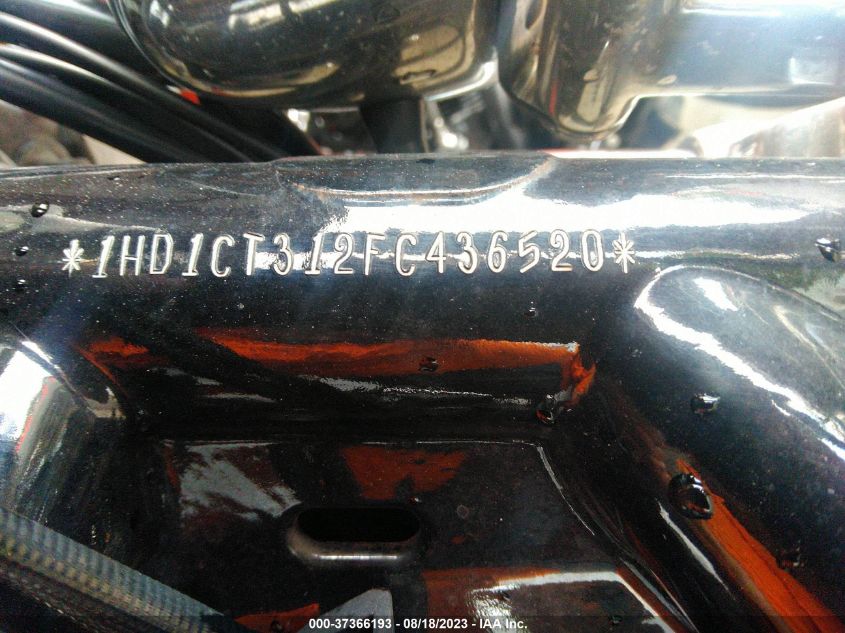 *1HD1CT312FC436520*
000-37366193 - 08/18/2023 - IAA Inc.